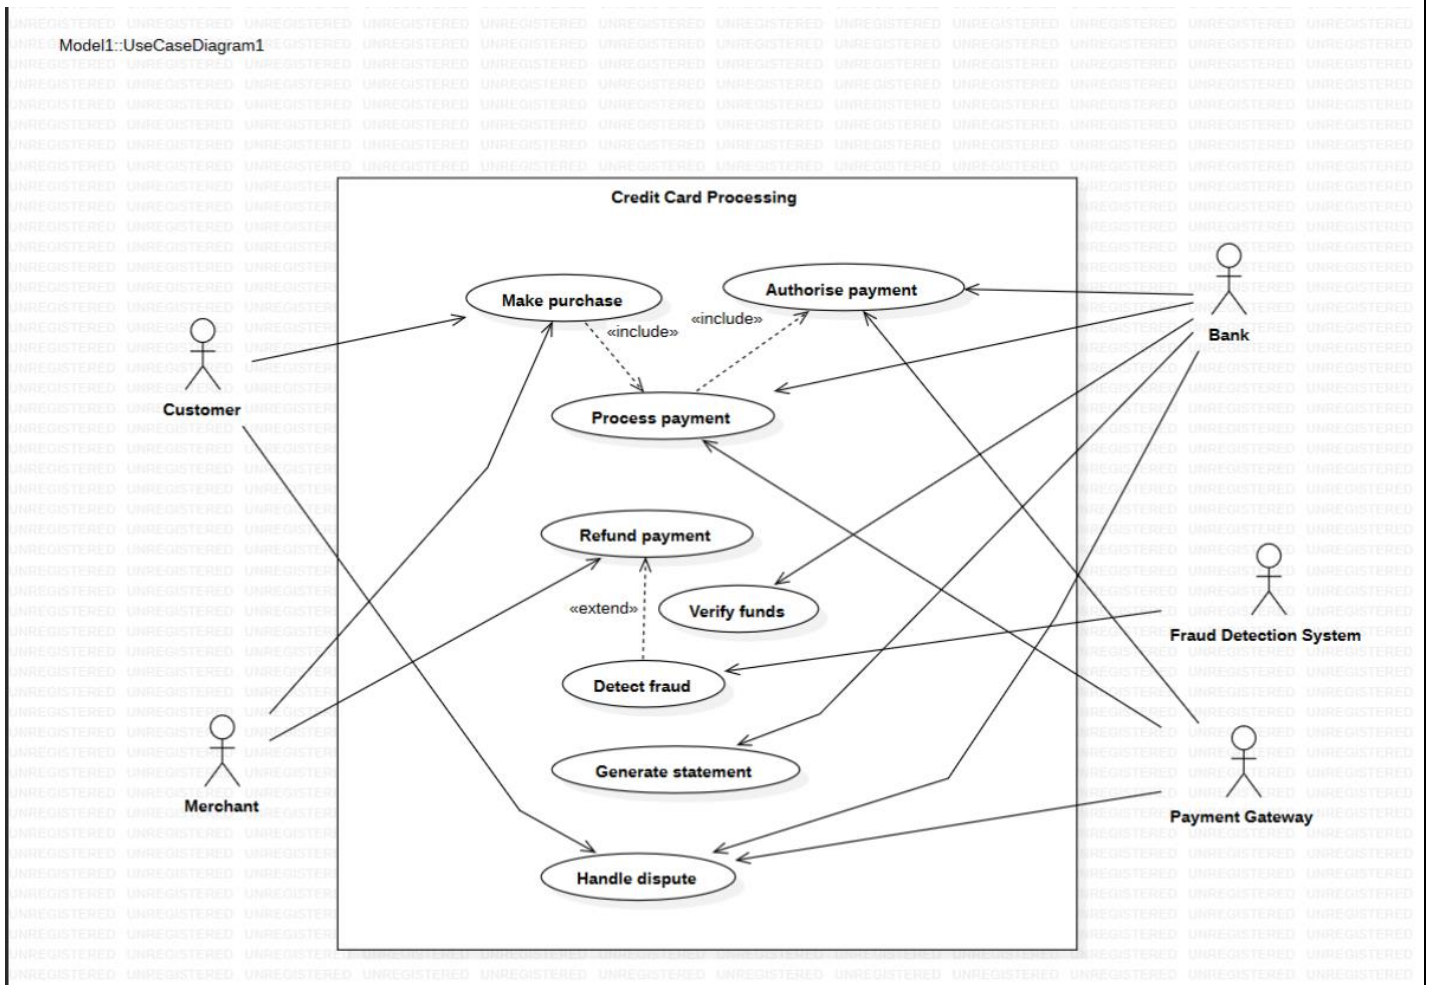 Model1::UseCaseDiagram1
Credit Card Processing
Make purchase
Authorise payment
«include»
«include»
Bank
Customer
Process payment
Refund payment
«extend»
Verify funds
Fraud Detection System
Detect fraud
Generate statement
Merchant
Payment Gateway
Handle dispute
UNREGISTERED